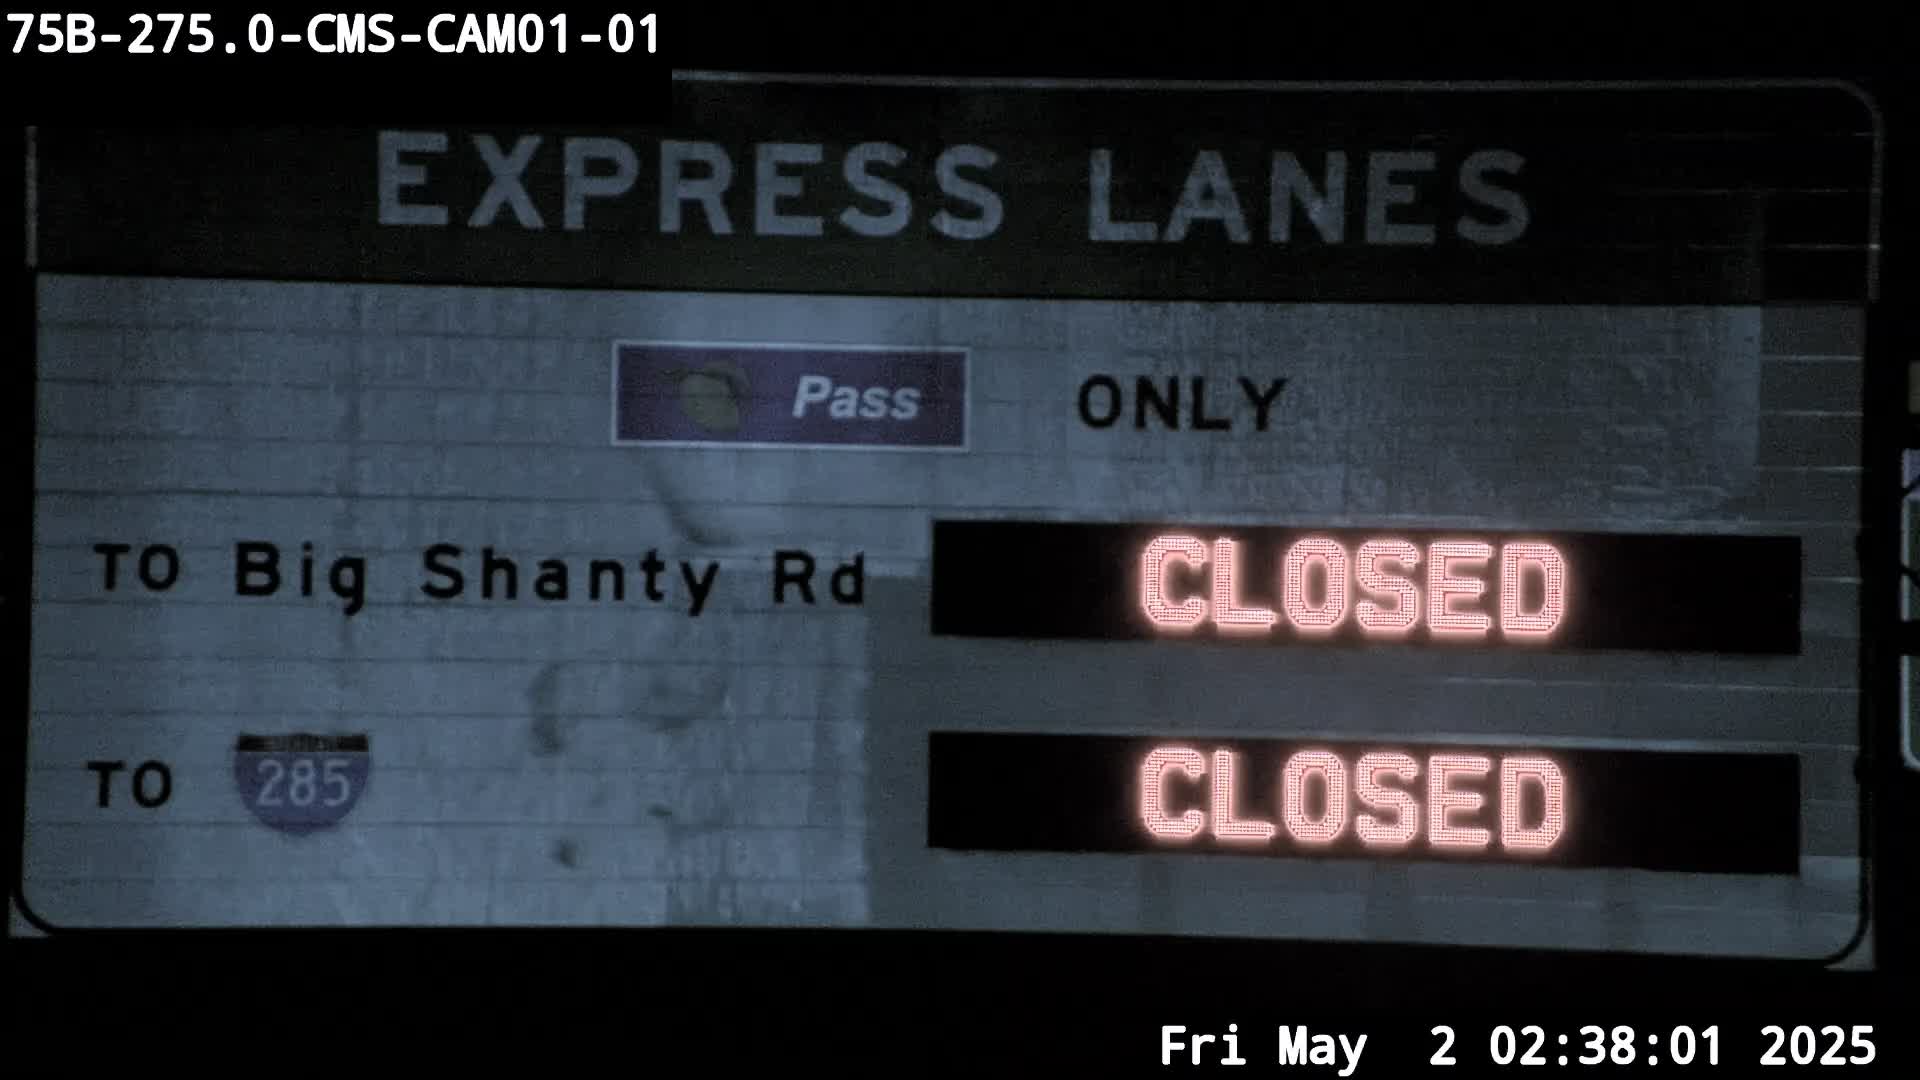 75B-275.0-CMS-CAM01-01
EXPRESS LANES
Pass ONLY
TO Big Shanty Rd CLOSED
TO 285 CLOSED
Fri May 2 02:38:01 2025